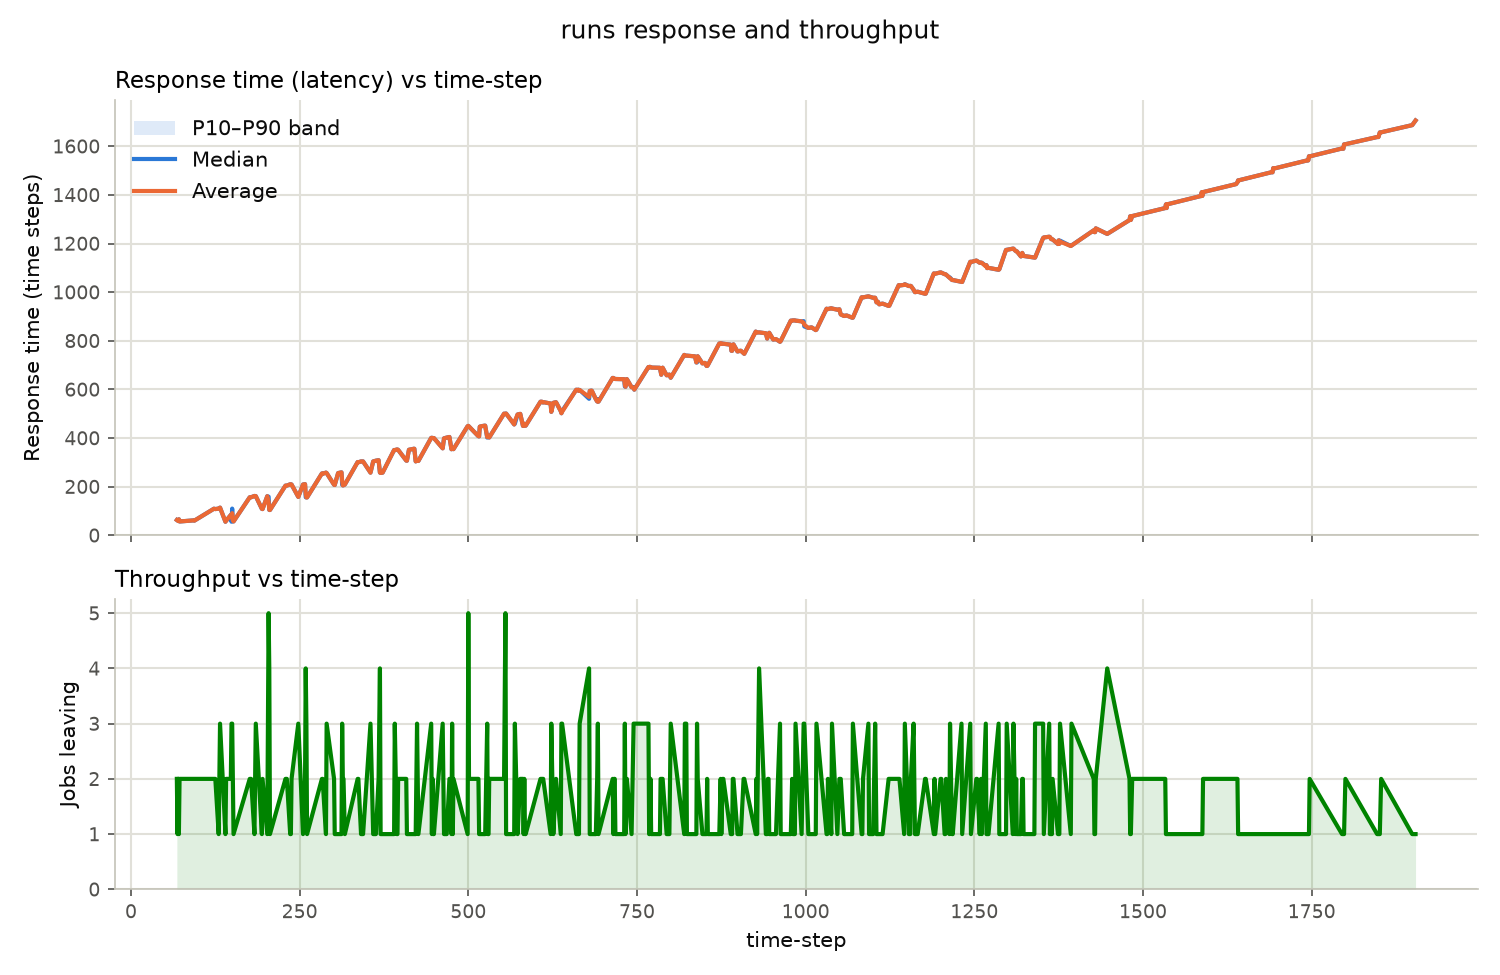 runs response and throughput
Response time (latency) vs time-step
P10–P90 band
Median
Average
Response time (time steps)
1600
1400
1200
1000
800
600
400
200
0
Throughput vs time-step
Jobs leaving
5
4
3
2
1
0
0 250 500 750 1000 1250 1500 1750
time-step